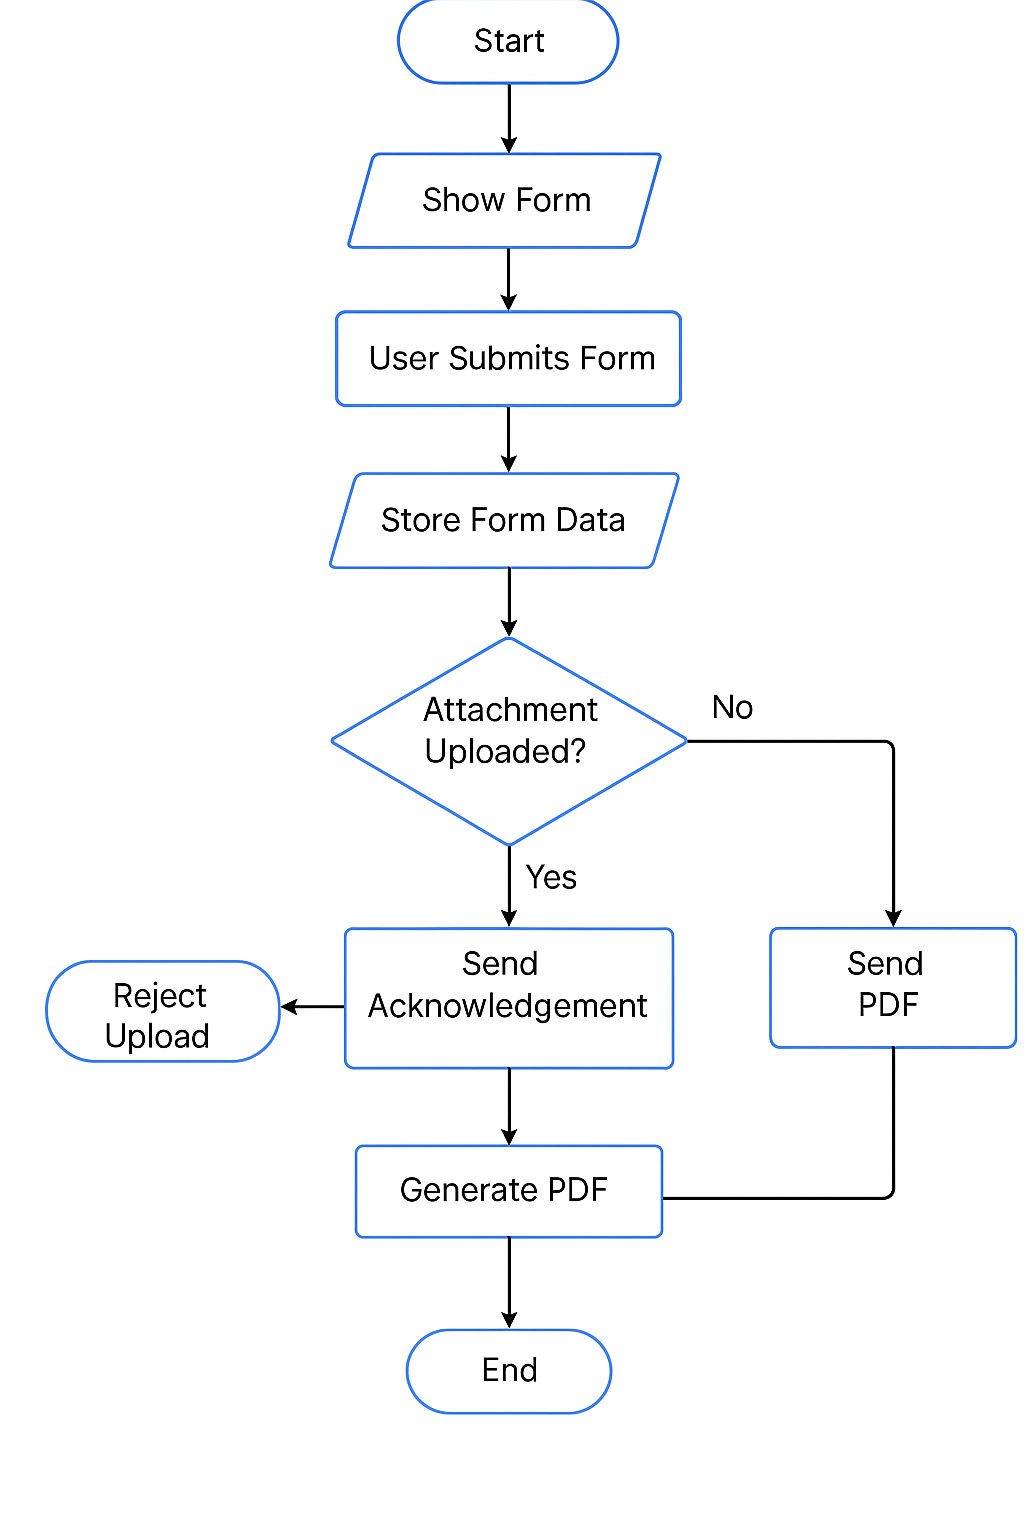 Start
Show Form
User Submits Form
Store Form Data
Attachment
Uploaded?
No
Yes
Send
Acknowledgement
Send
PDF
Reject
Upload
Generate PDF
End